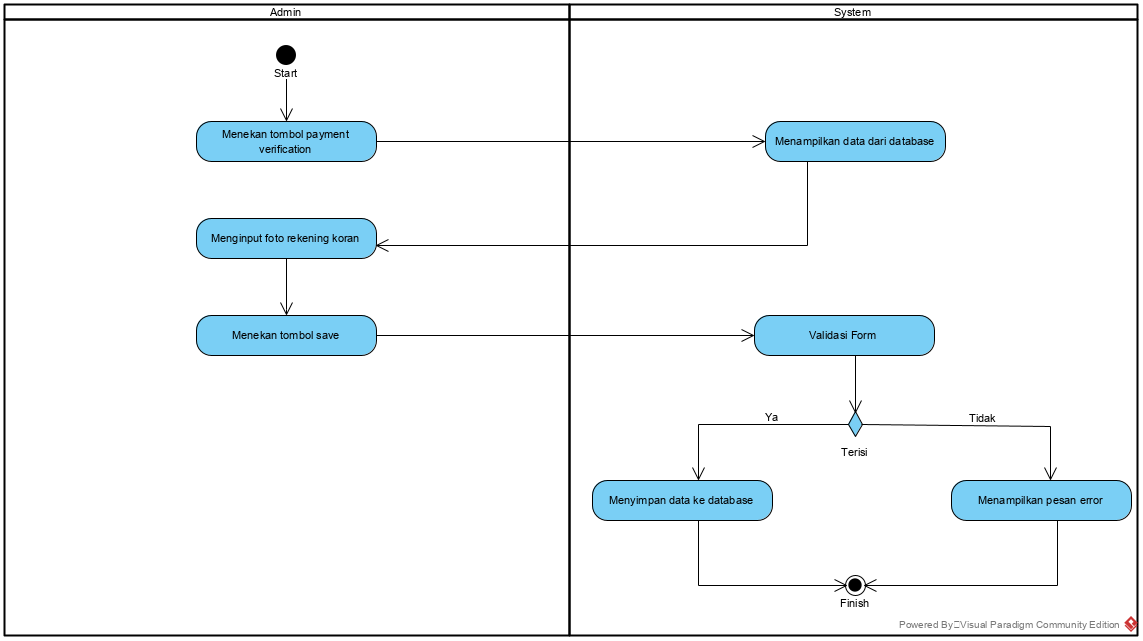 Admin
System
Start
Menekan tombol payment
verification
Menampilkan data dari database
Menginput foto rekening koran
Menekan tombol save
Validasi Form
Ya
Tidak
Terisi
Menyimpan data ke database
Menampilkan pesan error
Finish
Powered By Visual Paradigm Community Edition